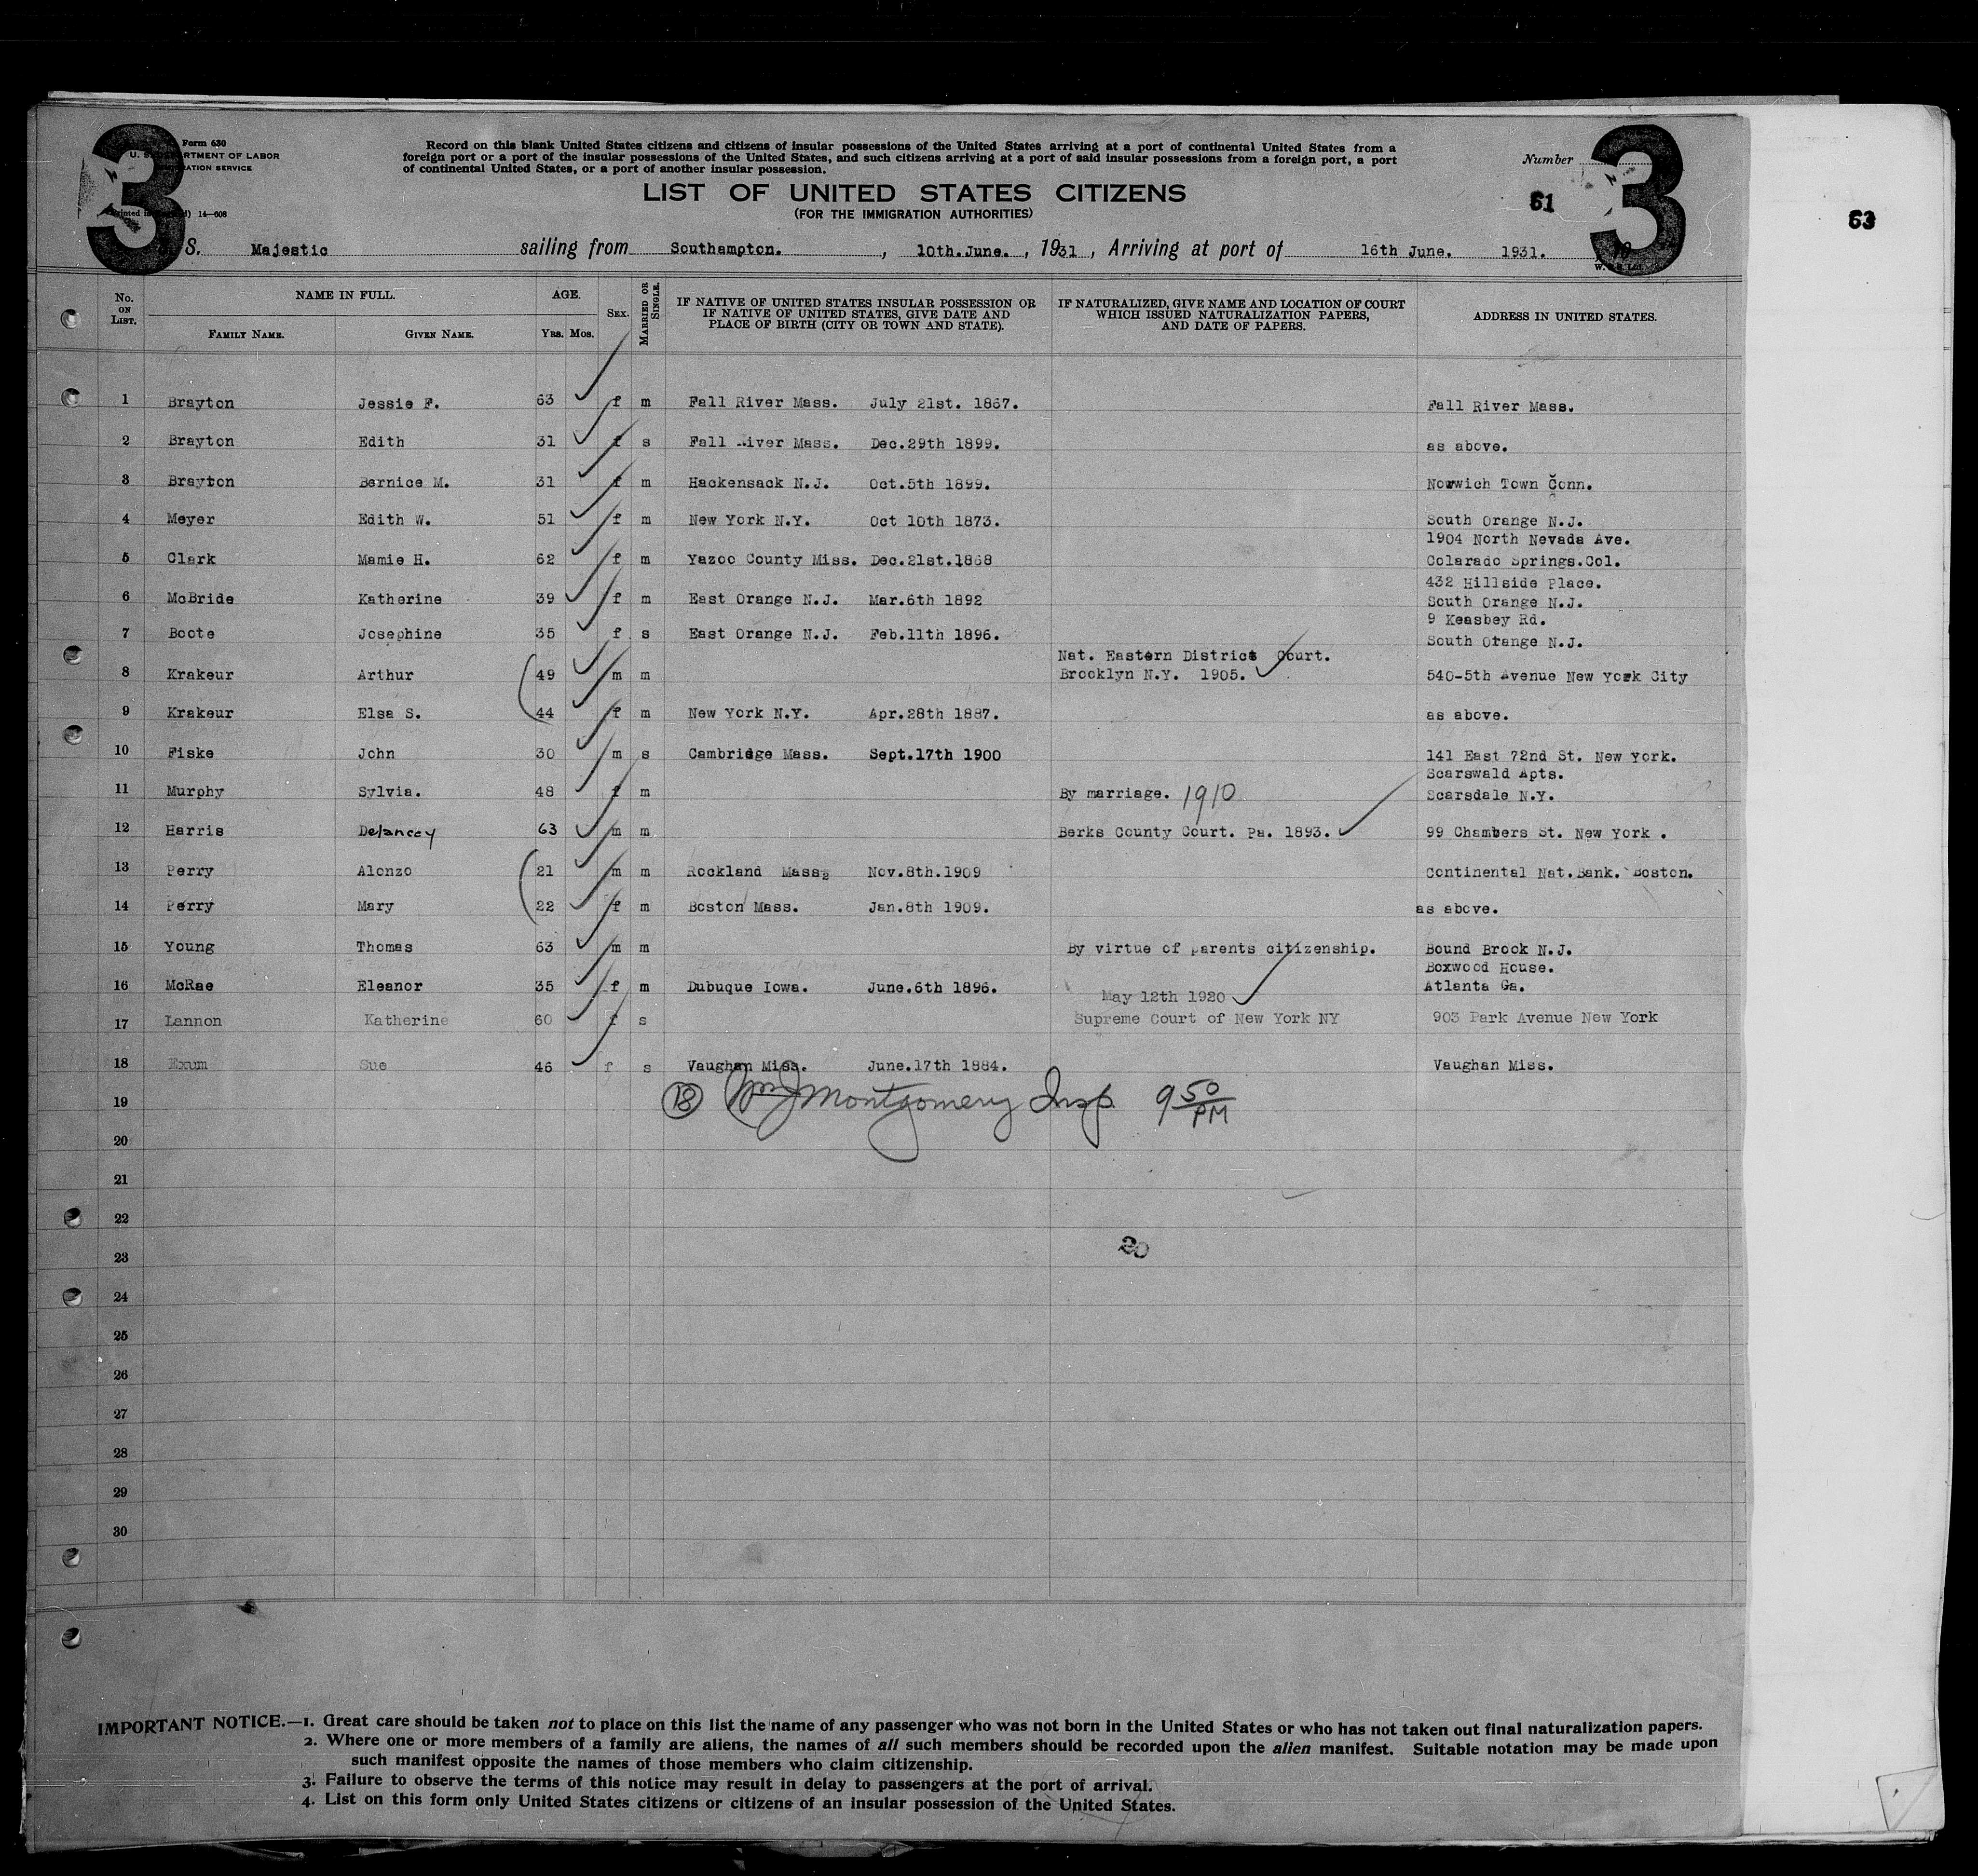 3
Form 630
U. S. DEPARTMENT OF LABOR
IMMIGRATION SERVICE
14—608
Record on this blank United States citizens and citizens of insular possessions of the United States arriving at a port of continental United States from a
foreign port or a port of the insular possessions of the United States, and such citizens arriving at a port of said insular possessions from a foreign port, a port
of continental United States, or a port of another insular possession.
Number
3
LIST OF UNITED STATES CITIZENS
(FOR THE IMMIGRATION AUTHORITIES)
61
63
S. Majestic sailing from Southampton. , 10th.June. , 1931 , Arriving at port of 16th June. 1931.
No. ON LIST. NAME IN FULL. AGE. SEX. MARRIED OR SINGLE. IF NATIVE OF UNITED STATES INSULAR POSSESSION OR IF NATIVE OF UNITED STATES, GIVE DATE AND PLACE OF BIRTH (CITY OR TOWN AND STATE). IF NATURALIZED, GIVE NAME AND LOCATION OF COURT WHICH ISSUED NATURALIZATION PAPERS, AND DATE OF PAPERS. ADDRESS IN UNITED STATES.
FAMILY NAME. GIVEN NAME. YRS. MOS.
1 Brayton Jessie F. 63 f m Fall River Mass. July 21st. 1867. Fall River Mass.
2 Brayton Edith 31 f s Fall River Mass. Dec.29th 1899. as above.
3 Brayton Bernice M. 31 f m Hackensack N.J. Oct.5th 1899. Norwich Town Conn.
4 Meyer Edith W. 51 f m New York N.Y. Oct 10th 1873. South Orange N.J.
1904 North Nevada Ave.
5 Clark Mamie H. 62 f m Yazoo County Miss. Dec.21st.1868 Colarado Springs.Col.
432 Hillside Place.
6 McBride Katherine 39 f m East Orange N.J. Mar.6th 1892 South Orange N.J.
9 Keasbey Rd.
7 Boote Josephine 35 f s East Orange N.J. Feb.11th 1896. South Orange N.J.
Nat. Eastern District Court.
8 Krakeur Arthur 49 m m Brooklyn N.Y. 1905. 540-5th Avenue New York City
9 Krakeur Elsa S. 44 f m New York N.Y. Apr.28th 1887. as above.
10 Fiske John 30 m s Cambridge Mass. Sept.17th 1900 141 East 72nd St. New York.
Scarswald Apts.
11 Murphy Sylvia. 48 f m By marriage. 1910 Scarsdale N.Y.
12 Harris Delancey 63 m m Berks County Court. Pa. 1893. 99 Chambers St. New York .
13 Perry Alonzo 21 m m Rockland Mass Nov.8th.1909 Continental Nat.Bank. Boston.
14 Perry Mary 22 f m Boston Mass. Jan.8th 1909. as above.
15 Young Thomas 63 m m By virtue of parents citizenship. Bound Brook N.J.
Boxwood House.
16 McRae Eleanor 35 f m Dubuque Iowa. June.6th 1896. Atlanta Ga.
May 12th 1920
17 Lannon Katherine 60 f s Supreme Court of New York NY 903 Park Avenue New York
18 Exum Sue 46 f s Vaughan Miss. June.17th 1884. Vaughan Miss.
19 18 Wm J Montgomery Insp. 9 50 PM
20
21
22
23
20
24
25
26
27
28
29
30
IMPORTANT NOTICE.—1. Great care should be taken not to place on this list the name of any passenger who was not born in the United States or who has not taken out final naturalization papers.
2. Where one or more members of a family are aliens, the names of all such members should be recorded upon the alien manifest. Suitable notation may be made upon
such manifest opposite the names of those members who claim citizenship.
3. Failure to observe the terms of this notice may result in delay to passengers at the port of arrival.
4. List on this form only United States citizens or citizens of an insular possession of the United States.